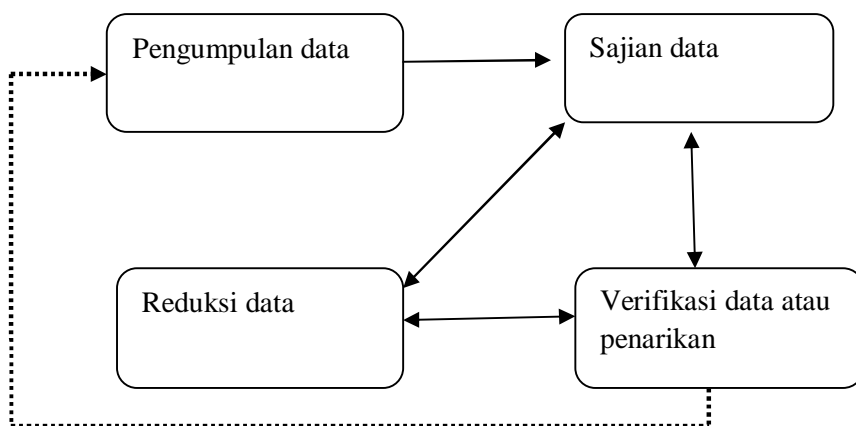 Pengumpulan data
Sajian data
Reduksi data
Verifikasi data atau
penarikan